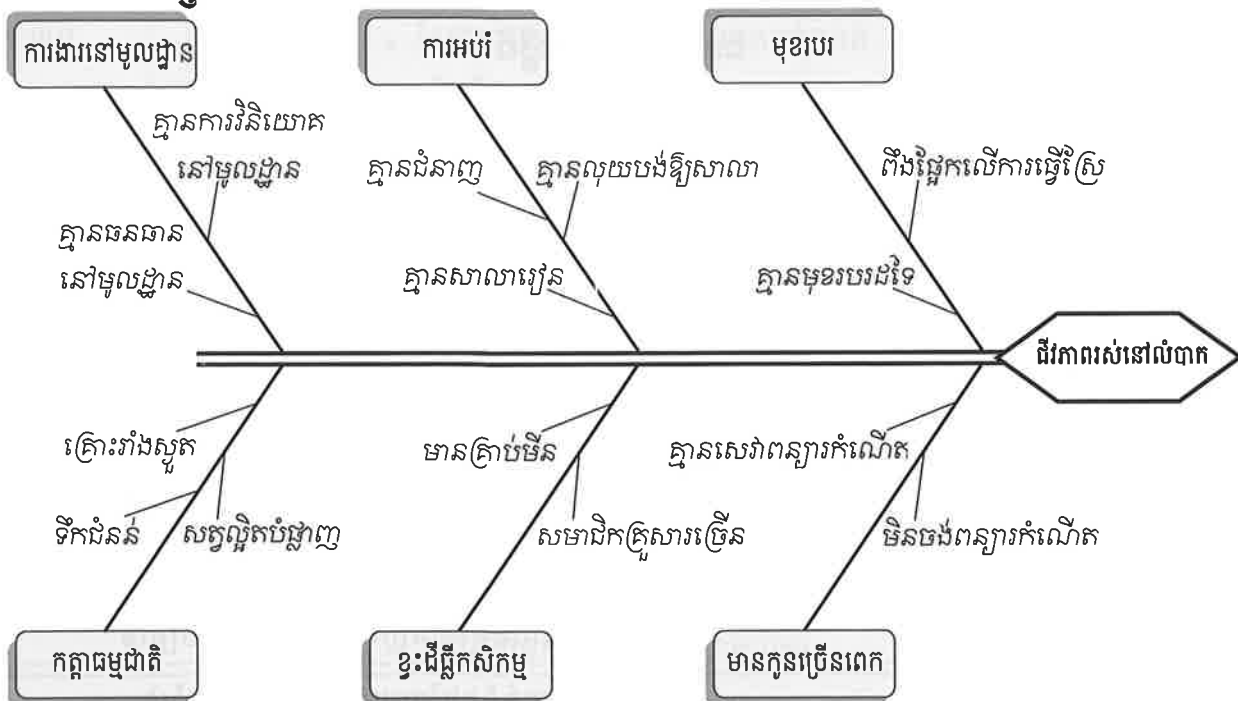 ការងារនៅមូលដ្ឋាន
ការអប់រំ
មុខរបរ
គ្មានការវិនិយោគ
នៅមូលដ្ឋាន
គ្មានធនធាន
នៅមូលដ្ឋាន
គ្មានជំនាញ
គ្មានលុយបង់ឱ្យសាលា
គ្មានសាលារៀន
ពឹងផ្អែកលើការធ្វើស្រែ
គ្មានមុខរបរដទៃ
ជីវភាពរស់នៅលំបាក
គ្រោះរាំងស្ងួត
ទឹកជំនន់
សត្វល្អិតបំផ្លាញ
មានគ្រាប់មីន
សមាជិកគ្រួសារច្រើន
គ្មានសេវាពន្យារកំណើត
មិនចង់ពន្យារកំណើត
កត្តាធម្មជាតិ
ខ្វះដីធ្លីកសិកម្ម
មានកូនច្រើនពេក